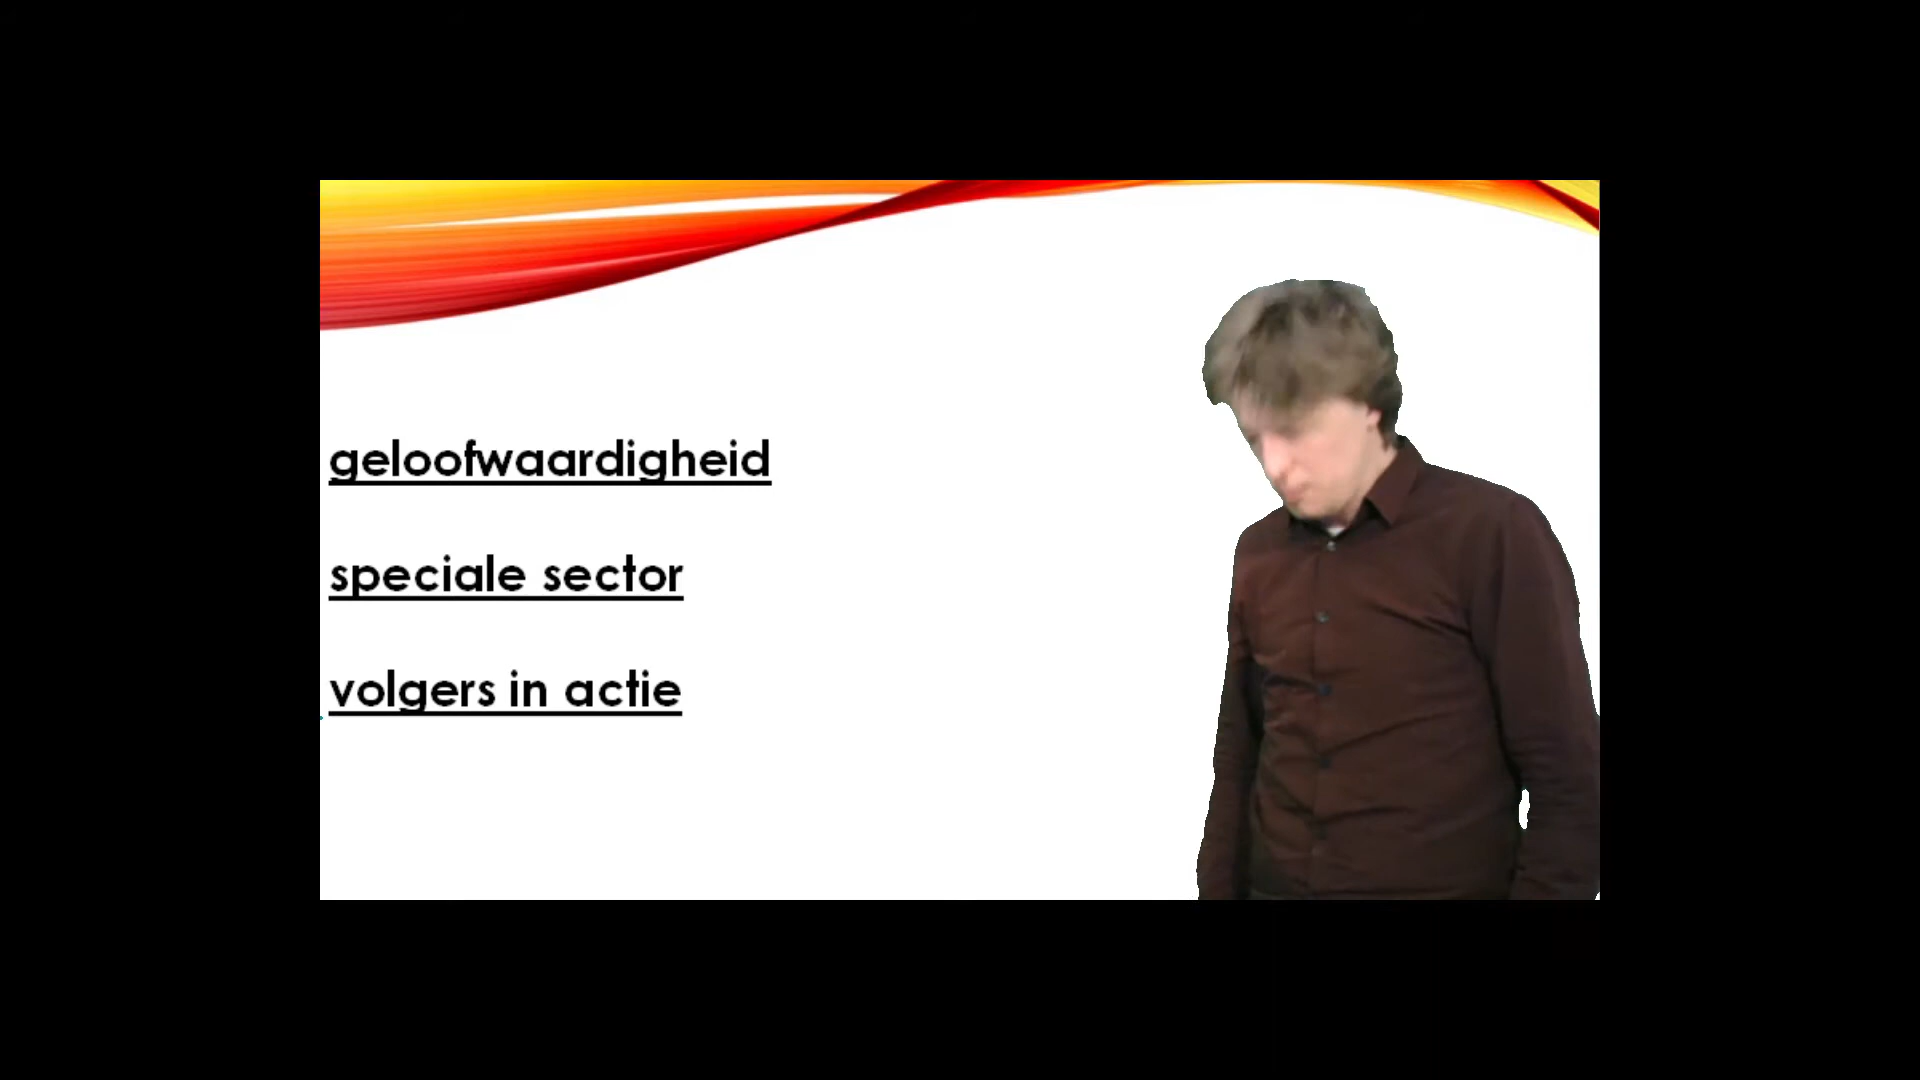 geloofwaardigheid
speciale sector
volgers in actie